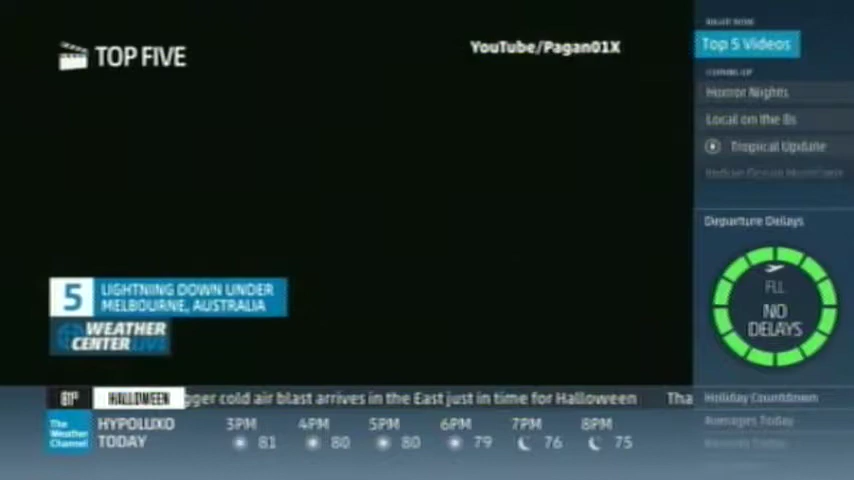 TOP FIVE
YouTube/Pagan01X
Top 5 Videos
Horror Nights
Local on the 8s
Tropical Update
Departure Delays
FLL
NO
DELAYS
5
LIGHTNING DOWN UNDER
MELBOURNE, AUSTRALIA
WEATHER
CENTER LIVE
81°
HALLOWEEN
gger cold air blast arrives in the East just in time for Halloween
Tha
Holiday Countdown
Averages Today
The
Weather
Channel
HYPOLUXO
TODAY
3PM 4PM 5PM 6PM 7PM 8PM
81 80 80 79 76 75